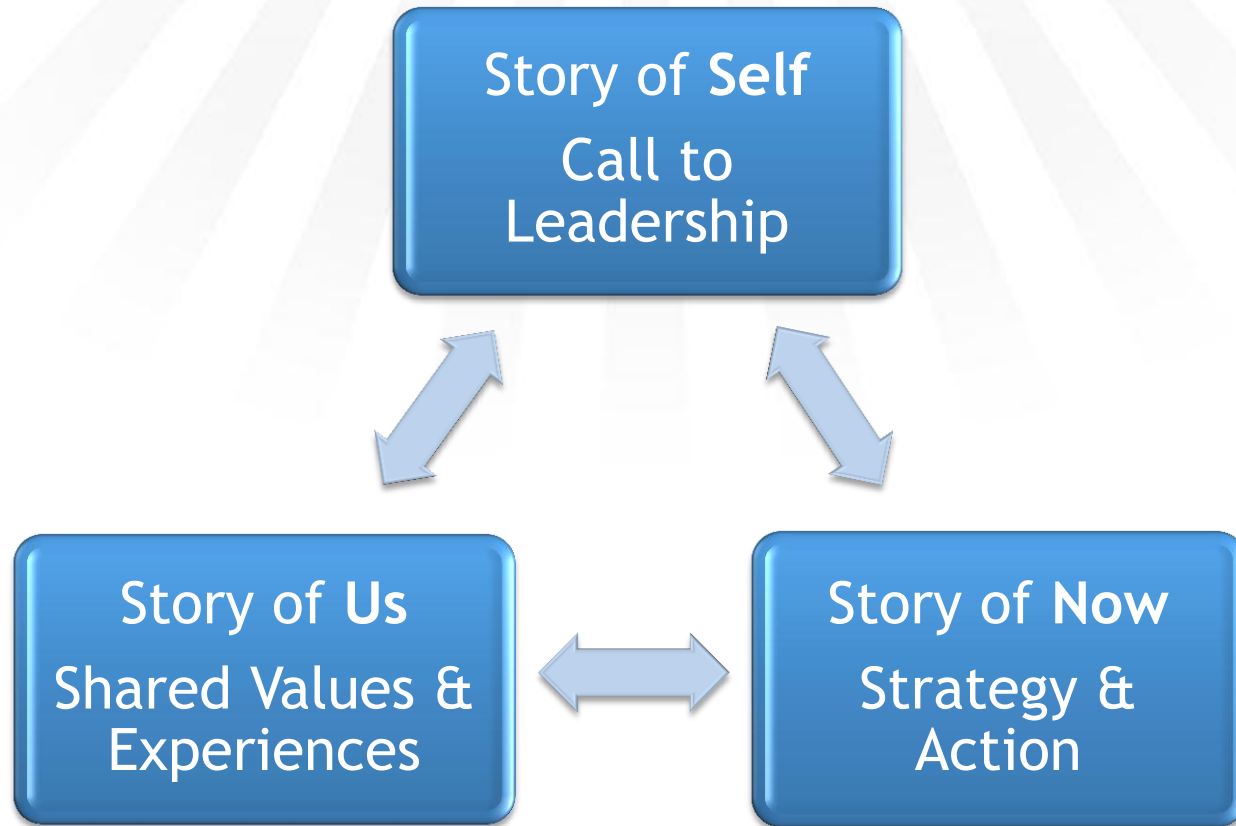 Story of Self
Call to
Leadership
Story of Us
Shared Values &
Experiences
Story of Now
Strategy &
Action